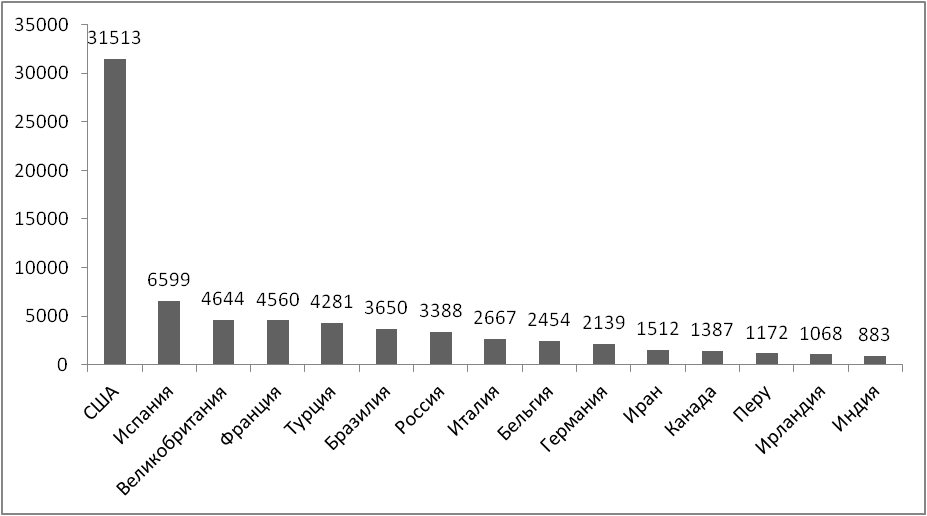 35000
30000
25000
20000
15000
10000
5000
0
31513
6599
4644
4560
4281
3650
3388
2667
2454
2139
1512
1387
1172
1068
883
США
Испания
Великобритания
Франция
Турция
Бразилия
Россия
Италия
Бельгия
Германия
Иран
Канада
Перу
Ирландия
Индия